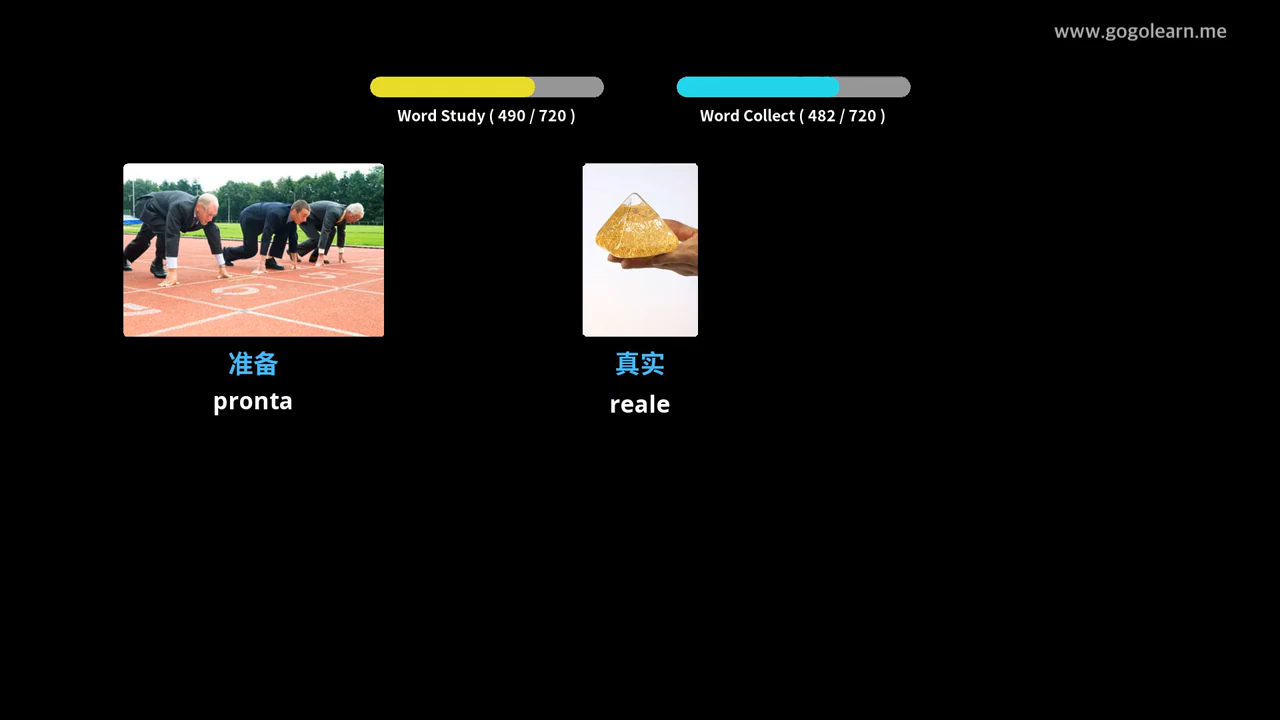 www.gogolearn.me
Word Study ( 490 / 720 )
Word Collect ( 482 / 720 )
准备
pronta
真实
reale